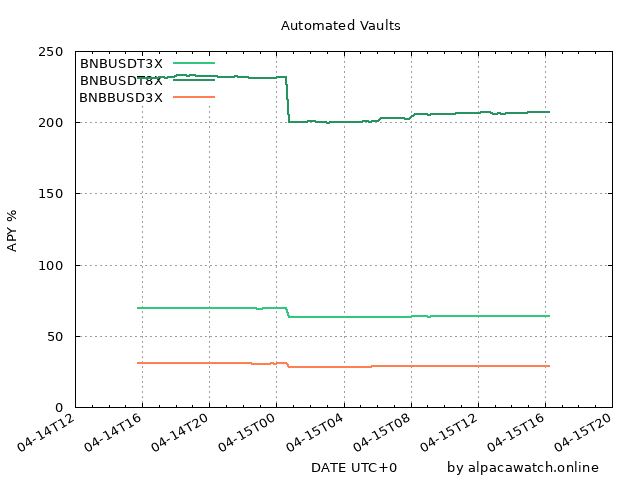 Automated Vaults
250
200
150
100
50
0
APY %
BNBUSDT3X
BNBUSDT8X
BNBBUSD3X
04-14T12
04-14T16
04-14T20
04-15T00
04-15T04
04-15T08
04-15T12
04-15T16
04-15T20
DATE UTC+0
by alpacawatch.online